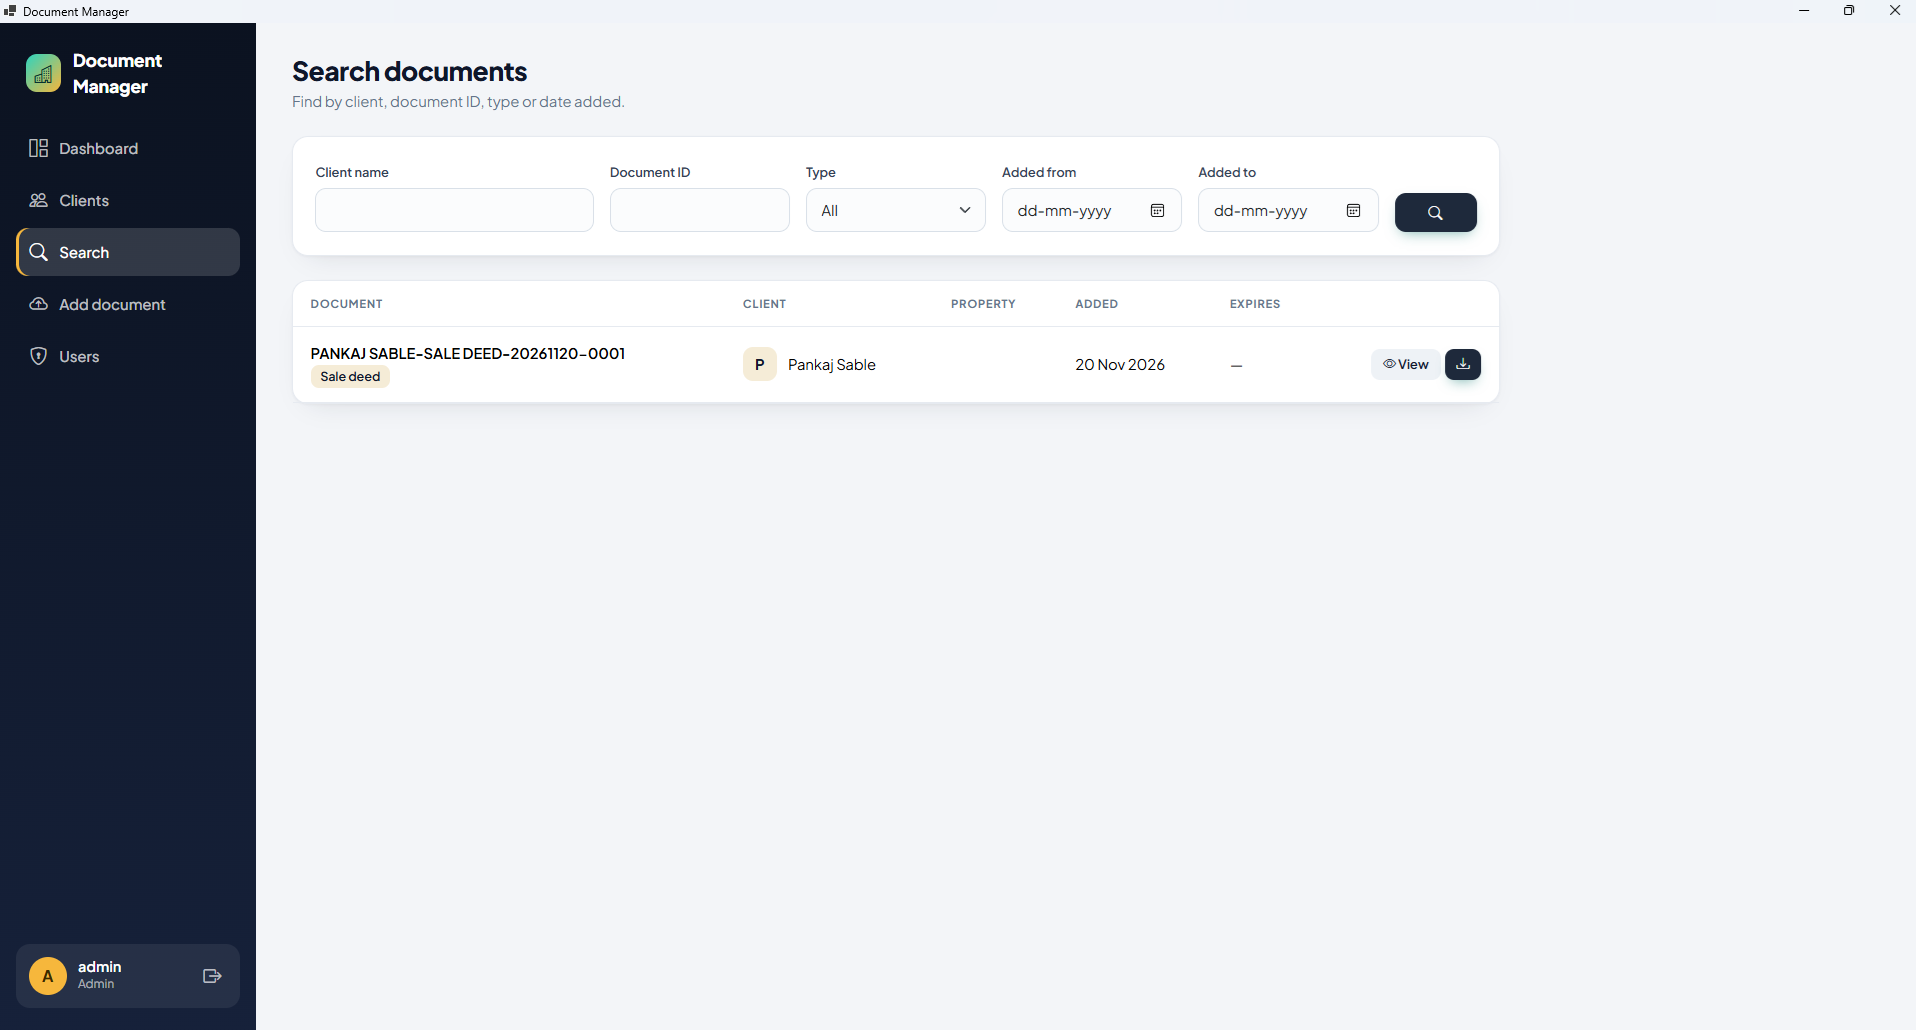 Document Manager
Document
Manager
Dashboard
Clients
Search
Add document
Users
admin
Admin
A
Search documents
Find by client, document ID, type or date added.
Client name Document ID Type Added from Added to
All dd-mm-yyyy dd-mm-yyyy
DOCUMENT CLIENT PROPERTY ADDED EXPIRES
PANKAJ SABLE-SALE DEED-20261120-0001
Sale deed
P Pankaj Sable 20 Nov 2026 — View